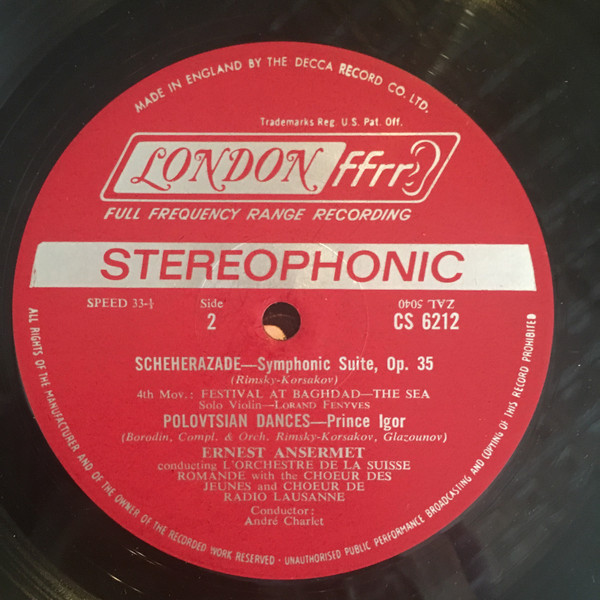 MADE IN ENGLAND BY THE DECCA RECORD CO. LTD.
Trademarks Reg. U.S. Pat. Off.
LONDON ffrr
FULL FREQUENCY RANGE RECORDING
STEREOPHONIC
SPEED 33-⅓ Side ZAL 5040
2 CS 6212
SCHEHERAZADE—Symphonic Suite, Op. 35
(Rimsky-Korsakov)
4th Mov.: FESTIVAL AT BAGHDAD—THE SEA
Solo Violin—LORAND FENYVES
POLOVTSIAN DANCES—Prince Igor
(Borodin, Compl. & Orch. Rimsky-Korsakov, Glazounov)
ERNEST ANSERMET
conducting L'ORCHESTRE DE LA SUISSE
ROMANDE with the CHOEUR DES
JEUNES and CHOEUR DE
RADIO LAUSANNE
Conductor:
André Charlet
ALL RIGHTS OF THE MANUFACTURER AND OF THE OWNER OF THE RECORDED WORK RESERVED · UNAUTHORISED PUBLIC PERFORMANCE BROADCASTING AND COPYING OF THIS RECORD PROHIBITED